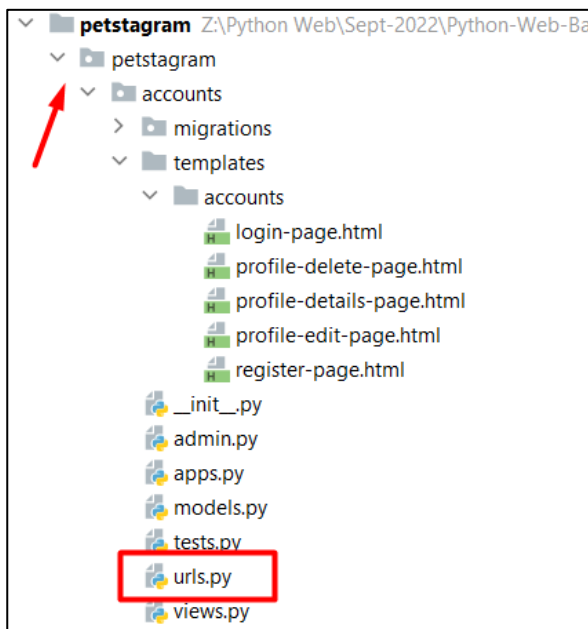 petstagram Z:\Python Web\Sept-2022\Python-Web-Ba
petstagram
accounts
migrations
templates
accounts
login-page.html
profile-delete-page.html
profile-details-page.html
profile-edit-page.html
register-page.html
__init__.py
admin.py
apps.py
models.py
tests.py
urls.py
views.py